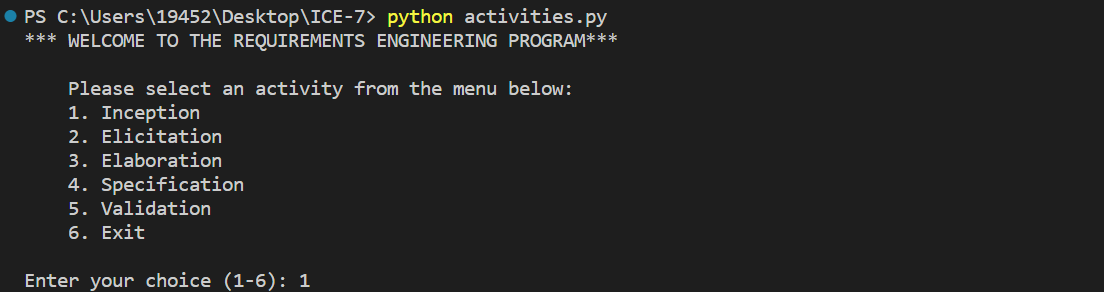 PS C:\Users\19452\Desktop\ICE-7> python activities.py
*** WELCOME TO THE REQUIREMENTS ENGINEERING PROGRAM***
Please select an activity from the menu below:
1. Inception
2. Elicitation
3. Elaboration
4. Specification
5. Validation
6. Exit
Enter your choice (1-6): 1